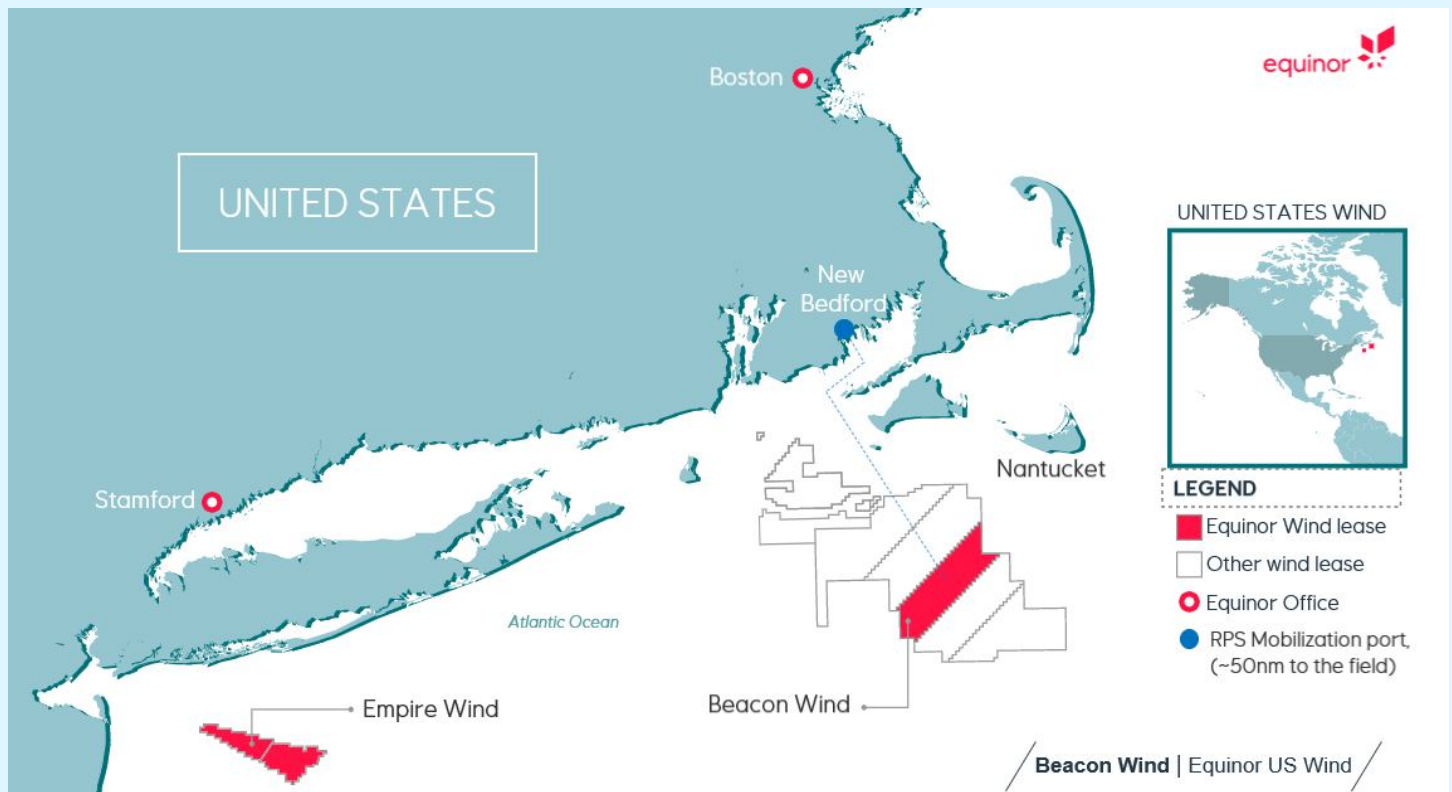 equinor
Boston
UNITED STATES
UNITED STATES WIND
New
Bedford
Nantucket
Stamford
LEGEND
Equinor Wind lease
Other wind lease
Equinor Office
RPS Mobilization port,
(~50nm to the field)
Atlantic Ocean
Empire Wind
Beacon Wind
Beacon Wind | Equinor US Wind